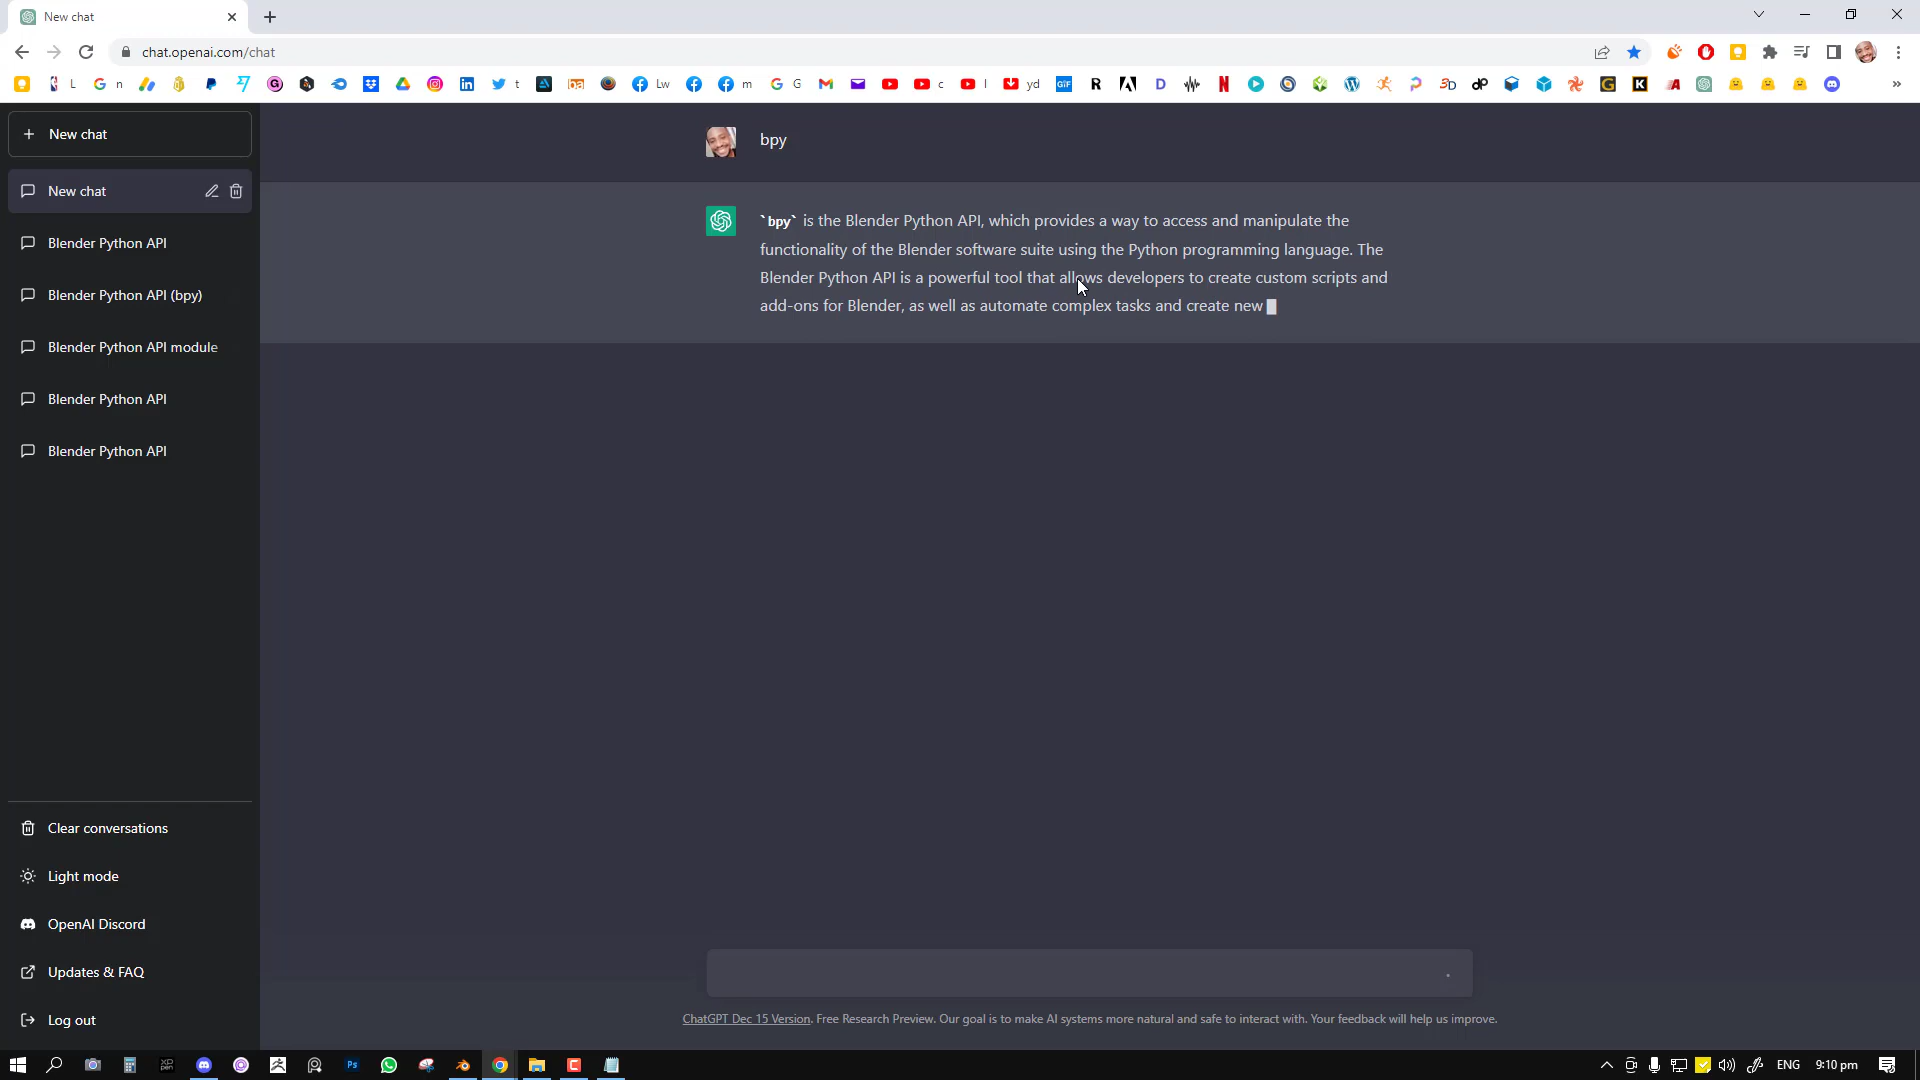 New chat
chat.openai.com/chat
L
n
t
Lw
m
G
c
l
yd
GIF
New chat
New chat
Blender Python API
Blender Python API (bpy)
Blender Python API module
Blender Python API
Blender Python API
Clear conversations
Light mode
OpenAI Discord
Updates & FAQ
Log out
bpy
`bpy` is the Blender Python API, which provides a way to access and manipulate the
functionality of the Blender software suite using the Python programming language. The
Blender Python API is a powerful tool that allows developers to create custom scripts and
add-ons for Blender, as well as automate complex tasks and create new
ChatGPT Dec 15 Version. Free Research Preview. Our goal is to make AI systems more natural and safe to interact with. Your feedback will help us improve.
ENG
9:10 pm